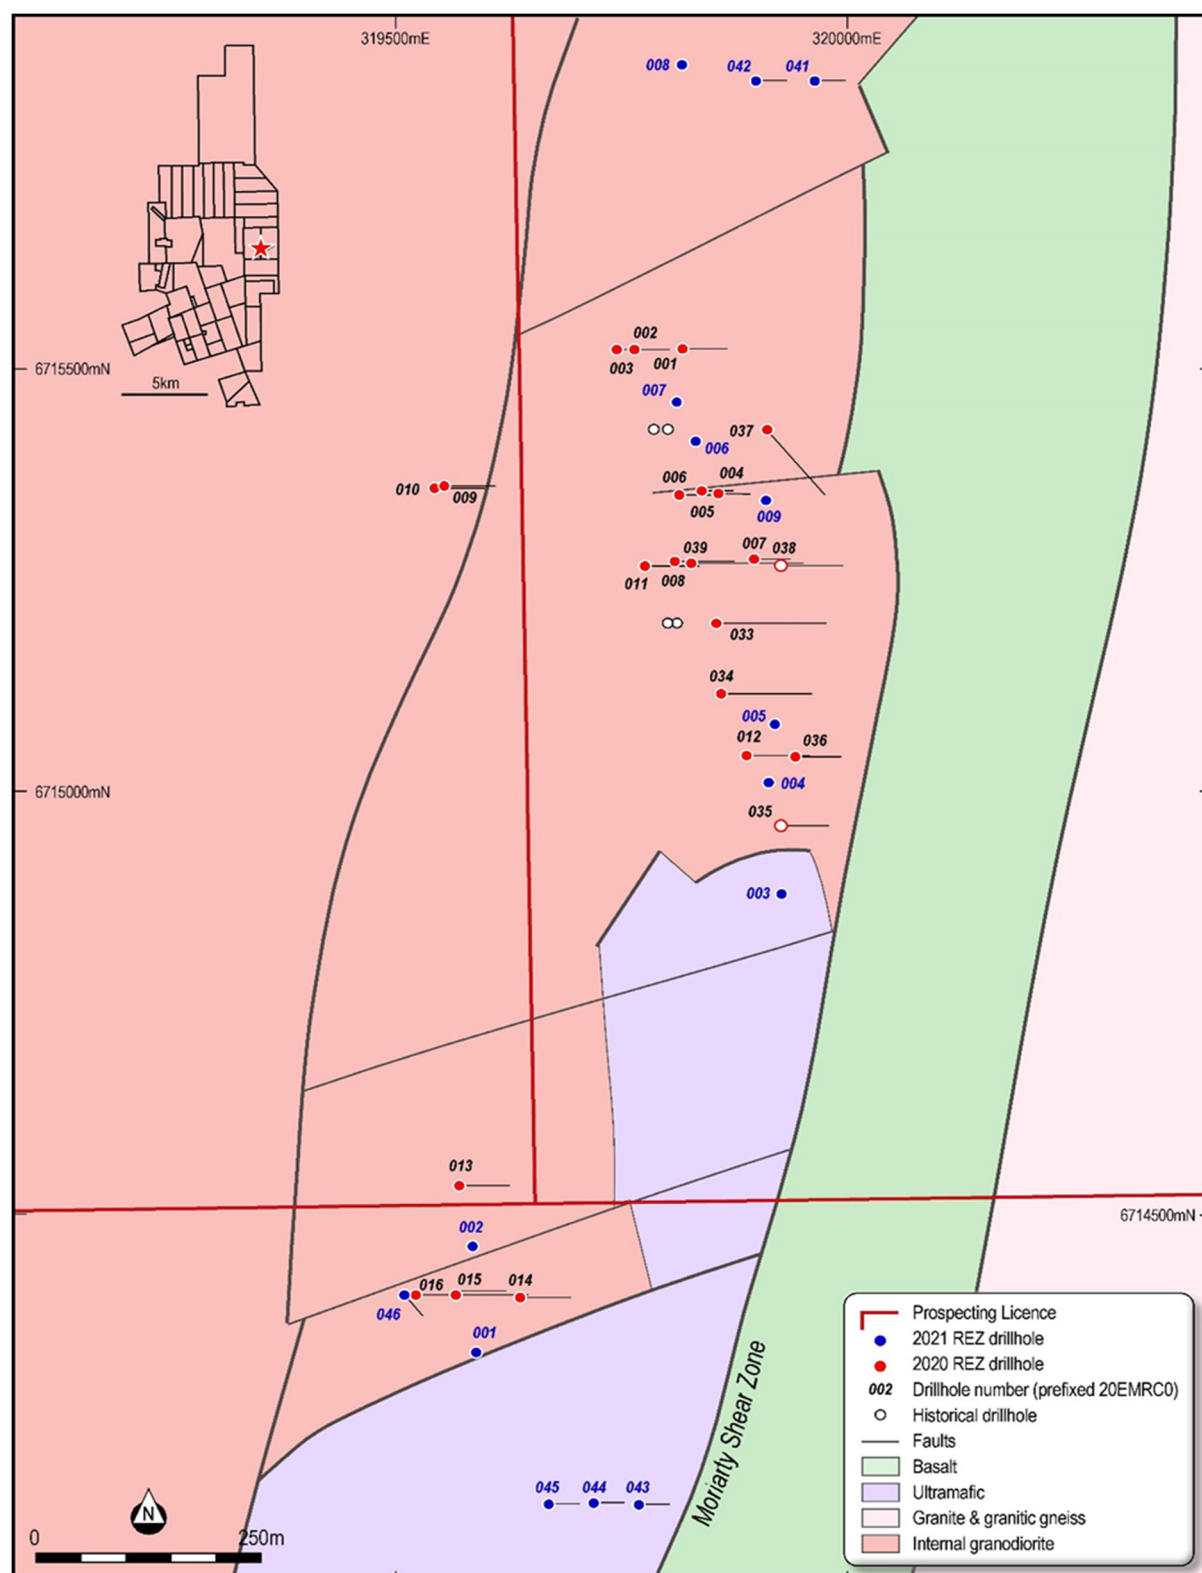 319500mE
320000mE
008
042
041
5km
002
003
001
6715500mN
007
006
037
010
009
006
004
005
009
039
007
038
011
008
033
034
005
012
036
6715000mN
004
035
003
013
6714500mN
002
016
015
014
046
001
Moriarty Shear Zone
045
044
043
N
0
250m
Prospecting Licence
2021 REZ drillhole
2020 REZ drillhole
002 Drillhole number (prefixed 20EMRC0)
Historical drillhole
Faults
Basalt
Ultramafic
Granite & granitic gneiss
Internal granodiorite